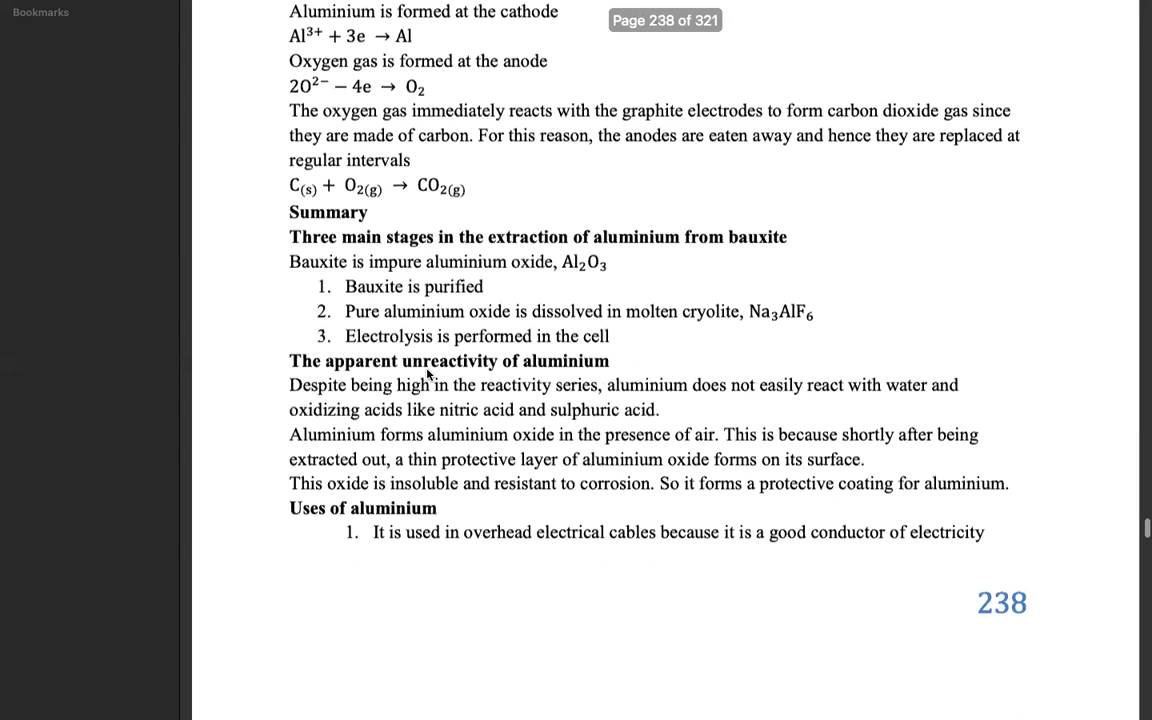 Bookmarks
Page 238 of 321
Aluminium is formed at the cathode
Al³⁺ + 3e → Al
Oxygen gas is formed at the anode
2O²⁻ − 4e → O₂
The oxygen gas immediately reacts with the graphite electrodes to form carbon dioxide gas since
they are made of carbon. For this reason, the anodes are eaten away and hence they are replaced at
regular intervals
C₍ₛ₎ + O₂(g) → CO₂(g)
Summary
Three main stages in the extraction of aluminium from bauxite
Bauxite is impure aluminium oxide, Al₂O₃
1. Bauxite is purified
2. Pure aluminium oxide is dissolved in molten cryolite, Na₃AlF₆
3. Electrolysis is performed in the cell
The apparent unreactivity of aluminium
Despite being high in the reactivity series, aluminium does not easily react with water and
oxidizing acids like nitric acid and sulphuric acid.
Aluminium forms aluminium oxide in the presence of air. This is because shortly after being
extracted out, a thin protective layer of aluminium oxide forms on its surface.
This oxide is insoluble and resistant to corrosion. So it forms a protective coating for aluminium.
Uses of aluminium
1. It is used in overhead electrical cables because it is a good conductor of electricity
238